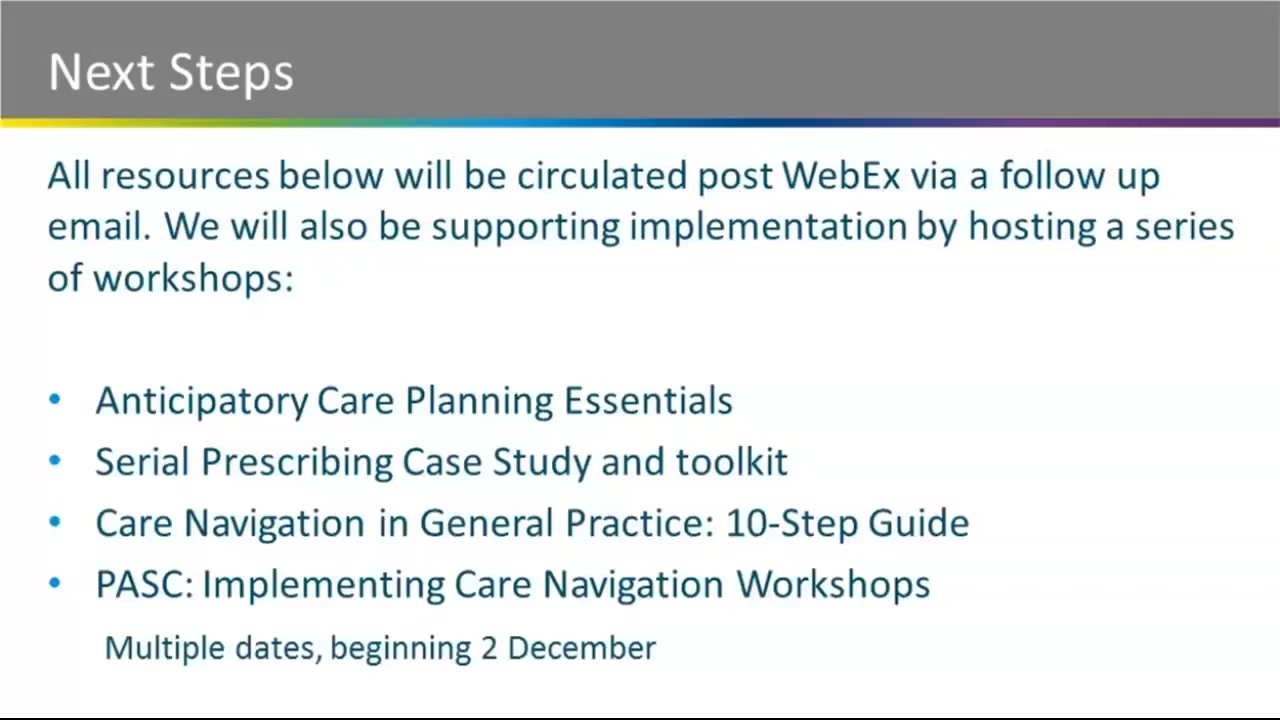 Next Steps
All resources below will be circulated post WebEx via a follow up
email. We will also be supporting implementation by hosting a series
of workshops:
• Anticipatory Care Planning Essentials
• Serial Prescribing Case Study and toolkit
• Care Navigation in General Practice: 10-Step Guide
• PASC: Implementing Care Navigation Workshops
Multiple dates, beginning 2 December